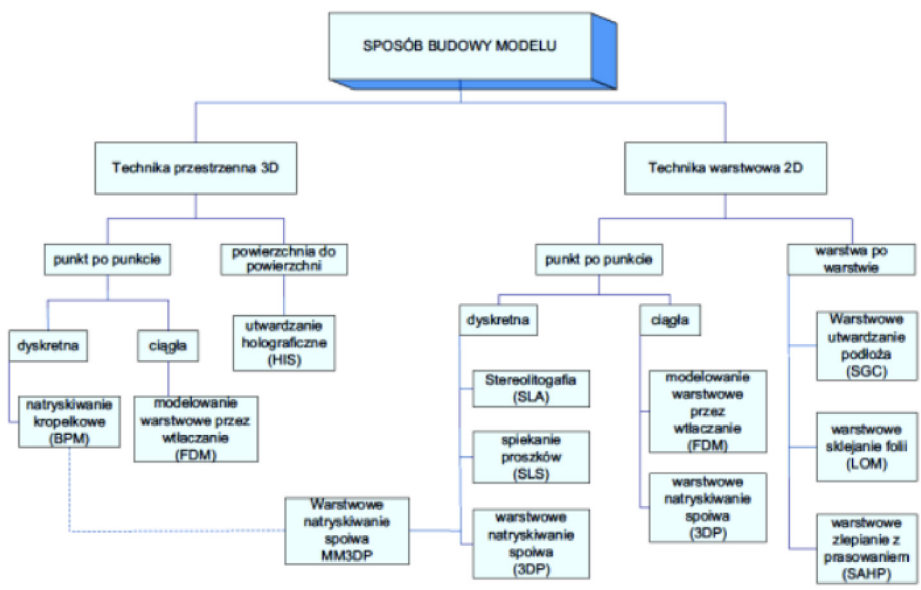 SPOSÓB BUDOWY MODELU
Technika przestrzenna 3D
Technika warstwowa 2D
punkt po punkcie
powierzchnia do
powierzchni
punkt po punkcie
warstwa po
warstwie
dyskretna
ciągła
utwardzanie
holograficzne
(HIS)
dyskretna
ciągła
Warstwowe
utwardzanie
podłoża
(SGC)
natryskiwanie
kropelkowe
(BPM)
modelowanie
warstwowe przez
wtłaczanie
(FDM)
Stereolitogafia
(SLA)
modelowanie
warstwowe
przez
wtłaczanie
(FDM)
spiekanie
proszków
(SLS)
warstwowe
sklejanie folii
(LOM)
Warstwowe
natryskiwanie
spoiwa
MM3DP
warstwowe
natryskiwanie
spoiwa
(3DP)
warstwowe
natryskiwanie
spoiwa
(3DP)
warstwowe
zlepianie z
prasowaniem
(SAHP)